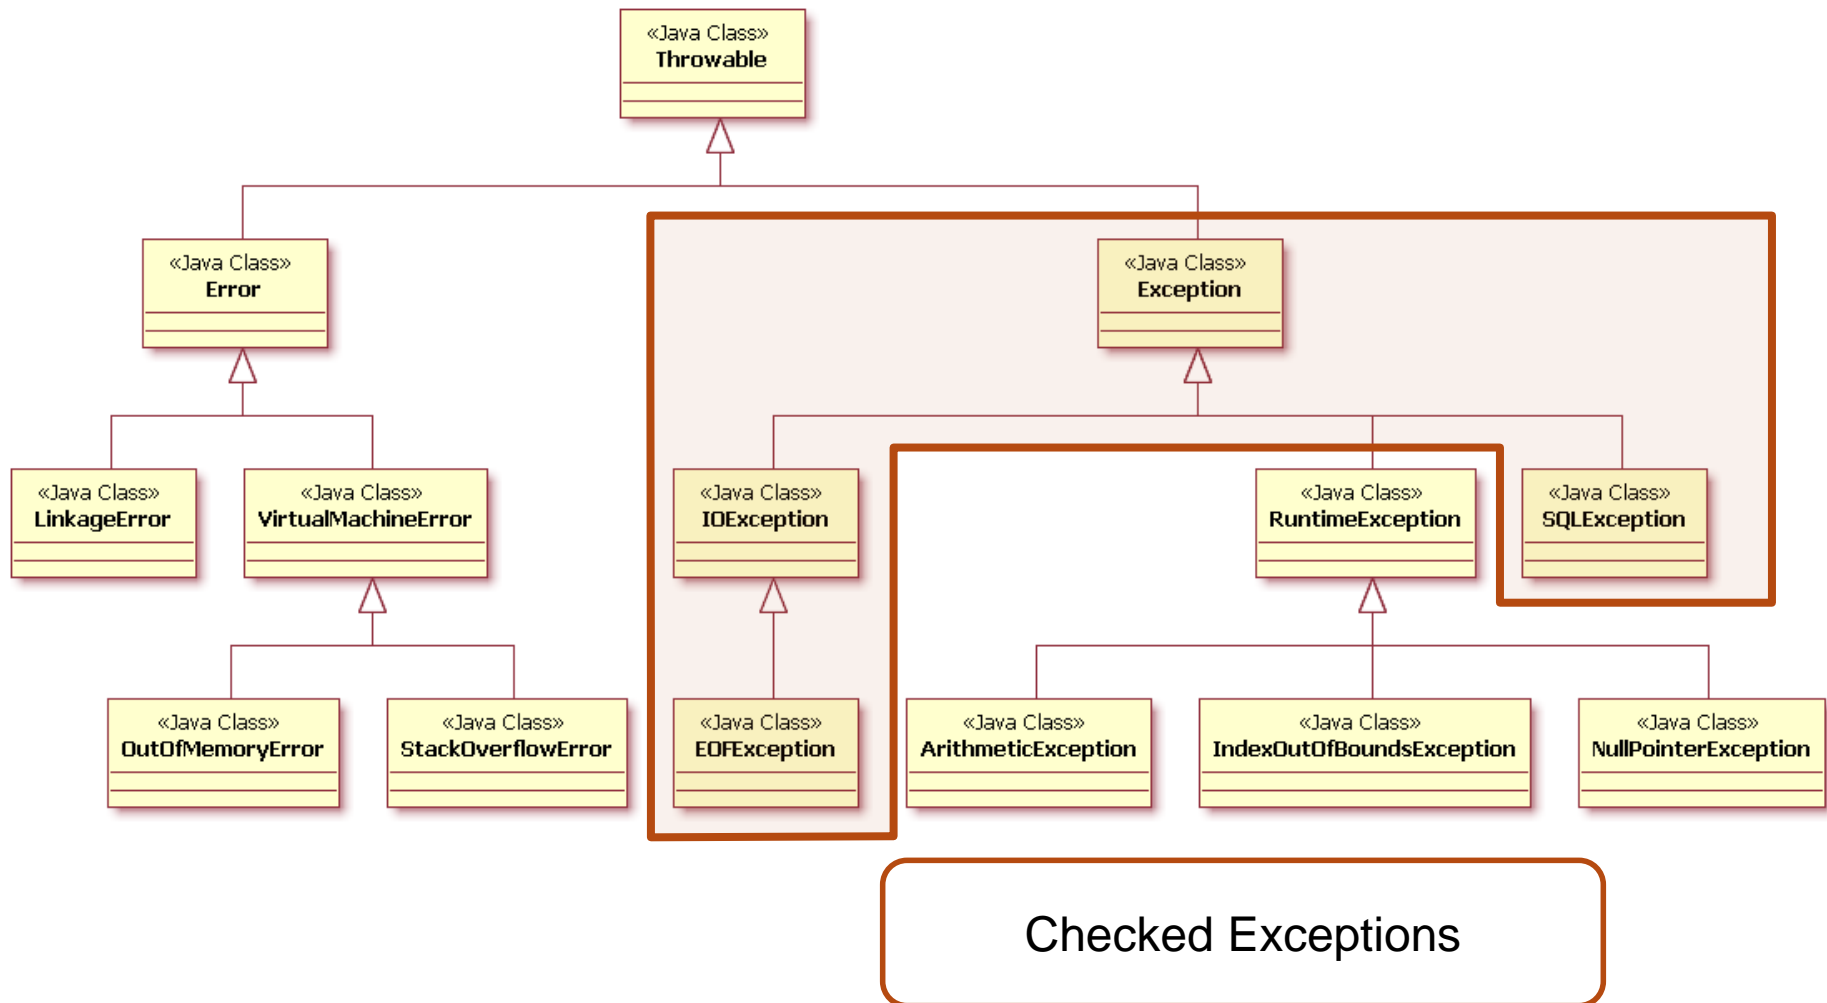 «Java Class»
Throwable
«Java Class»
Error
«Java Class»
Exception
«Java Class»
LinkageError
«Java Class»
VirtualMachineError
«Java Class»
IOException
«Java Class»
RuntimeException
«Java Class»
SQLException
«Java Class»
OutOfMemoryError
«Java Class»
StackOverflowError
«Java Class»
EOFException
«Java Class»
ArithmeticException
«Java Class»
IndexOutOfBoundsException
«Java Class»
NullPointerException
Checked Exceptions